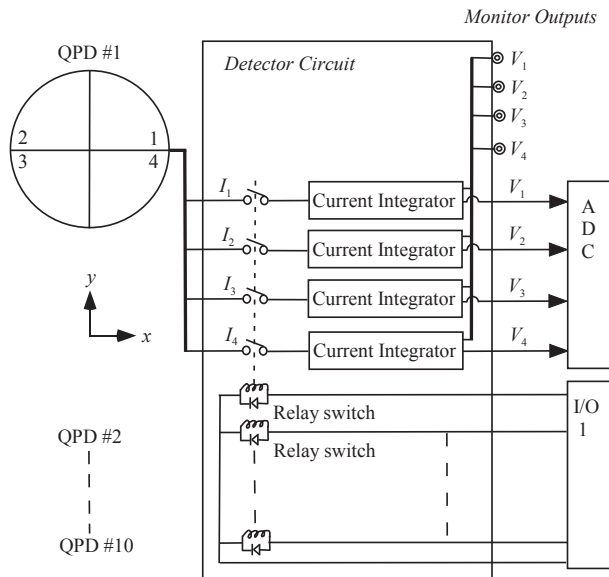 Monitor Outputs
QPD #1
Detector Circuit
V1
V2
V3
V4
2 1
3 4
I1 Current Integrator V1
I2 Current Integrator V2
I3 Current Integrator V3
I4 Current Integrator V4
A
D
C
y
x
Relay switch
Relay switch
I/O
1
QPD #2
QPD #10